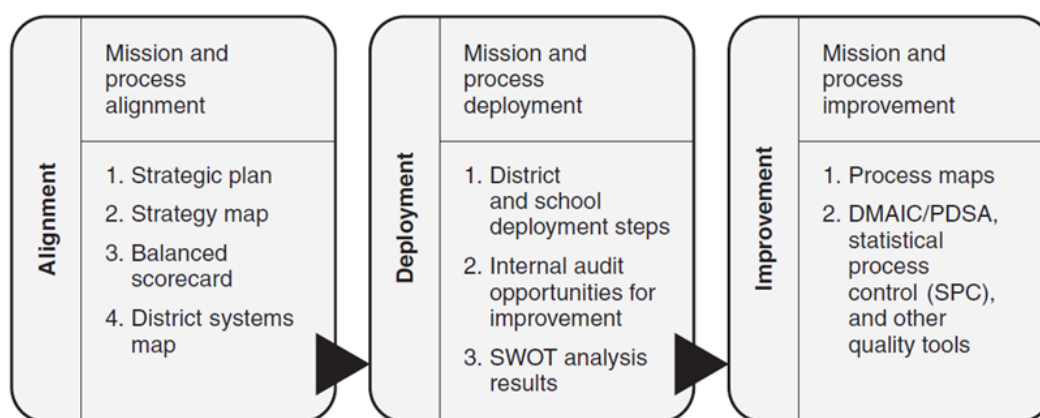 Alignment
Mission and
process
alignment
1. Strategic plan
2. Strategy map
3. Balanced
scorecard
4. District systems
map
Deployment
Mission and
process
deployment
1. District
and school
deployment steps
2. Internal audit
opportunities for
improvement
3. SWOT analysis
results
Improvement
Mission and
process
improvement
1. Process maps
2. DMAIC/PDSA,
statistical
process
control (SPC),
and other
quality tools